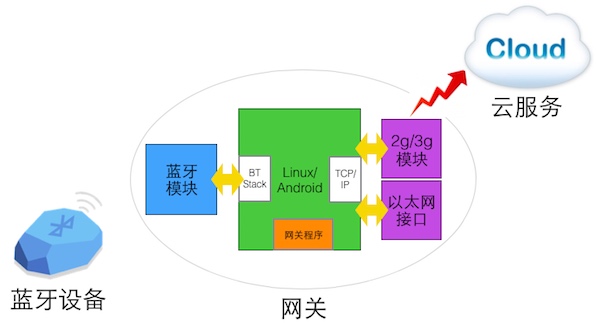 Cloud
云服务
2g/3g
模块
蓝牙
模块
BT
Stack
Linux/
Android
TCP/
IP
以太网
接口
网关程序
蓝牙设备
网关